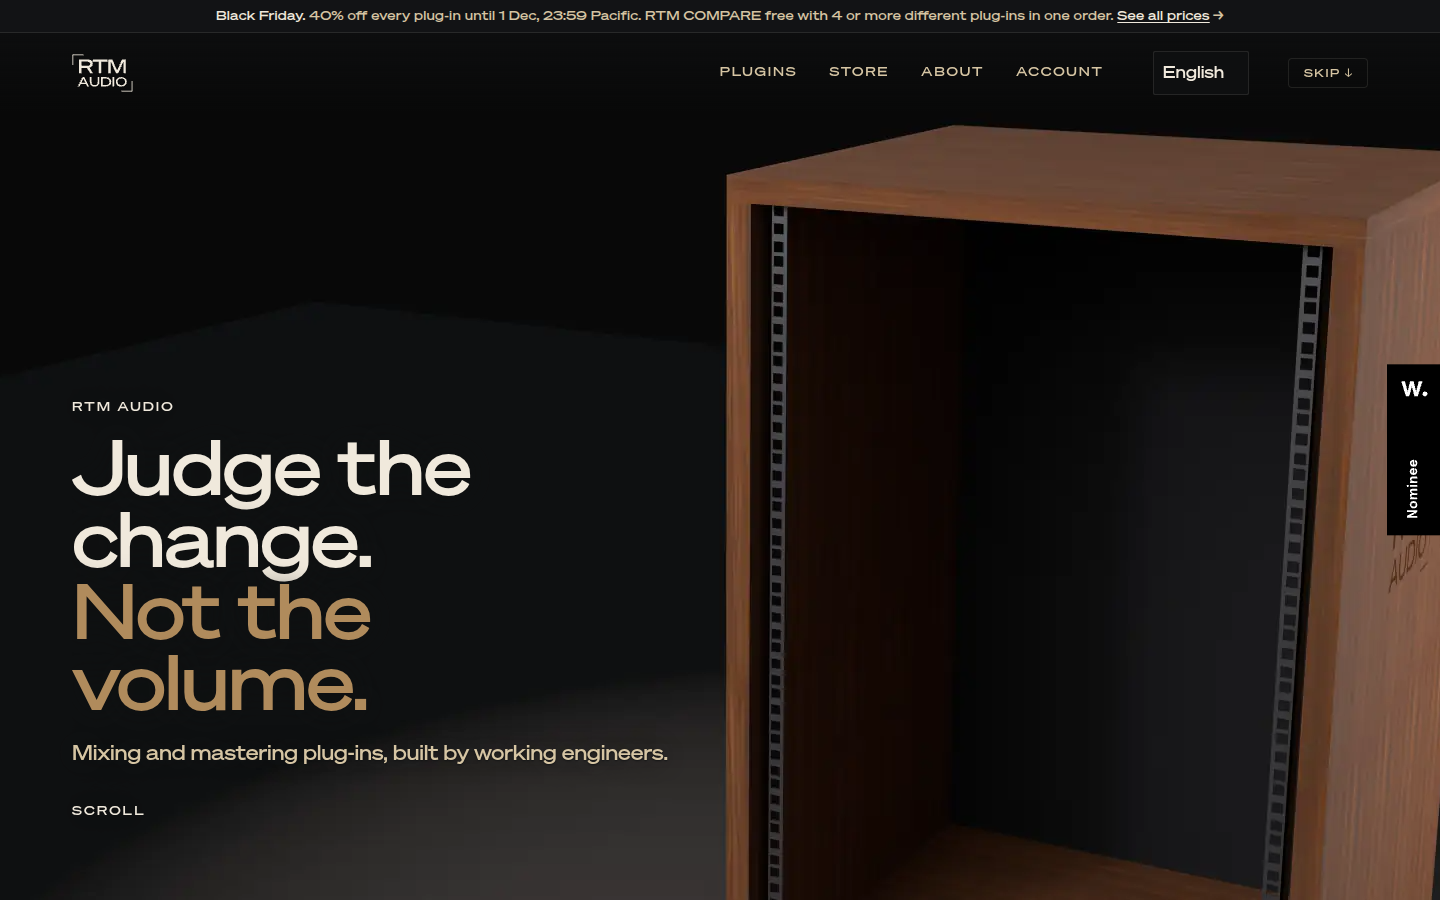 Black Friday. 40% off every plug-in until 1 Dec, 23:59 Pacific. RTM COMPARE free with 4 or more different plug-ins in one order. See all prices →
RTM
AUDIO
PLUGINS STORE ABOUT ACCOUNT English SKIP ↓
RTM AUDIO
Judge the
change.
Not the
volume.
Mixing and mastering plug-ins, built by working engineers.
SCROLL
W.
Nominee
AUDIO